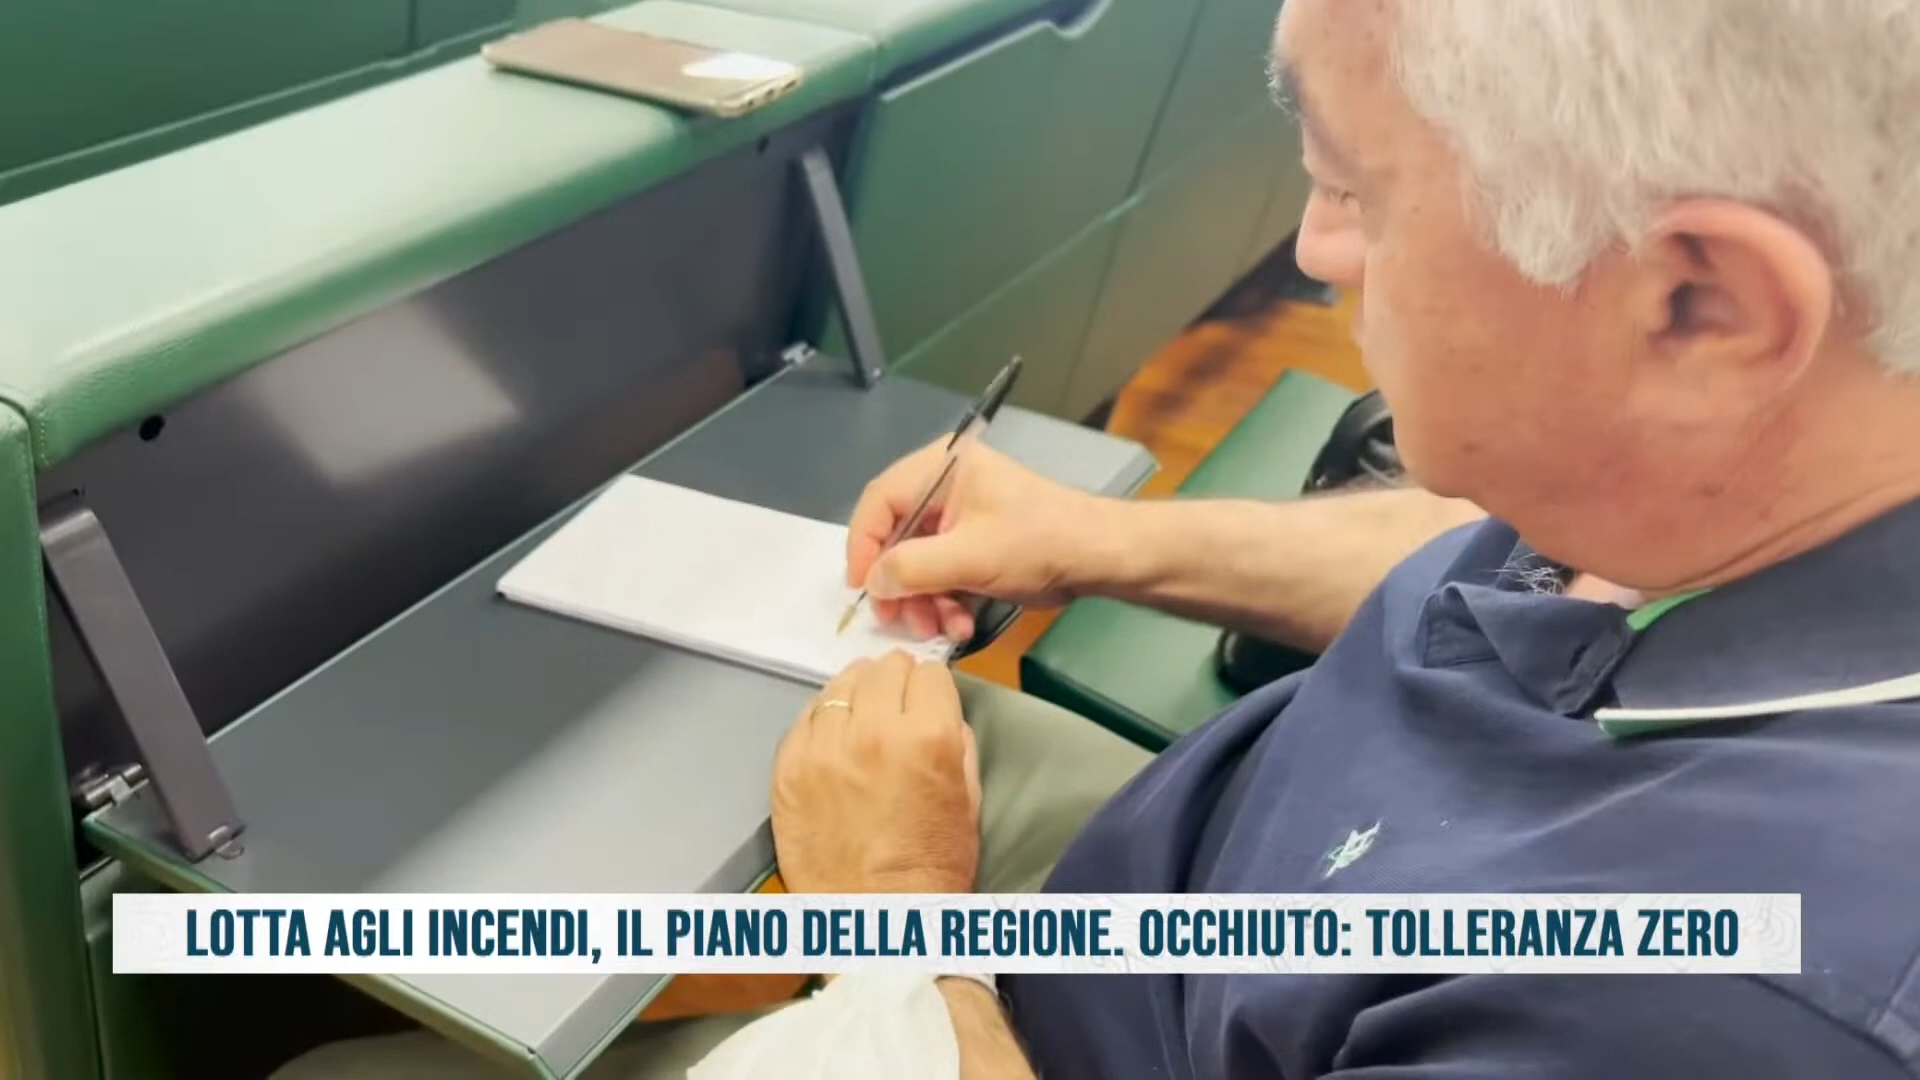 LOTTA AGLI INCENDI, IL PIANO DELLA REGIONE. OCCHIUTO: TOLLERANZA ZERO